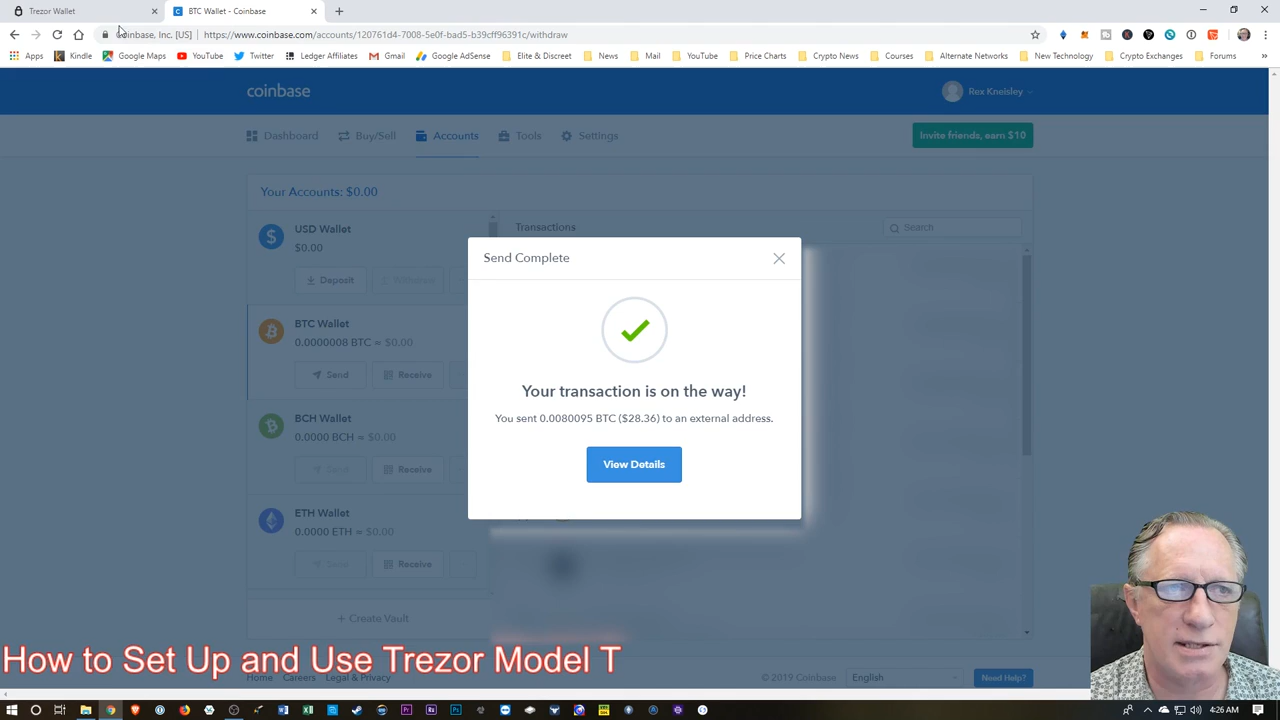 Trezor Wallet
BTC Wallet - Coinbase
Coinbase, Inc. [US] | https://www.coinbase.com/accounts/120761d4-7008-5e0f-bad5-b39cff96391c/withdraw
Apps Kindle Google Maps YouTube Twitter Ledger Affiliates Gmail Google AdSense Elite & Discreet News Mail YouTube Price Charts Crypto News Courses Alternate Networks New Technology Crypto Exchanges Forums »
coinbase
Rex Kneisley
Dashboard Buy/Sell Accounts Tools Settings
Invite friends, earn $10
Your Accounts: $0.00
Transactions
Search
USD Wallet
$0.00
Deposit
Withdraw
BTC Wallet
0.0000008 BTC ≈ $0.00
Send
Receive
BCH Wallet
0.0000 BCH ≈ $0.00
Send
Receive
ETH Wallet
0.0000 ETH ≈ $0.00
Send
Receive
+ Create Vault
Send Complete
Your transaction is on the way!
You sent 0.0080095 BTC ($28.36) to an external address.
View Details
How to Set Up and Use Trezor Model T
Home Careers Legal & Privacy
© 2019 Coinbase
English
Need Help?
4:26 AM